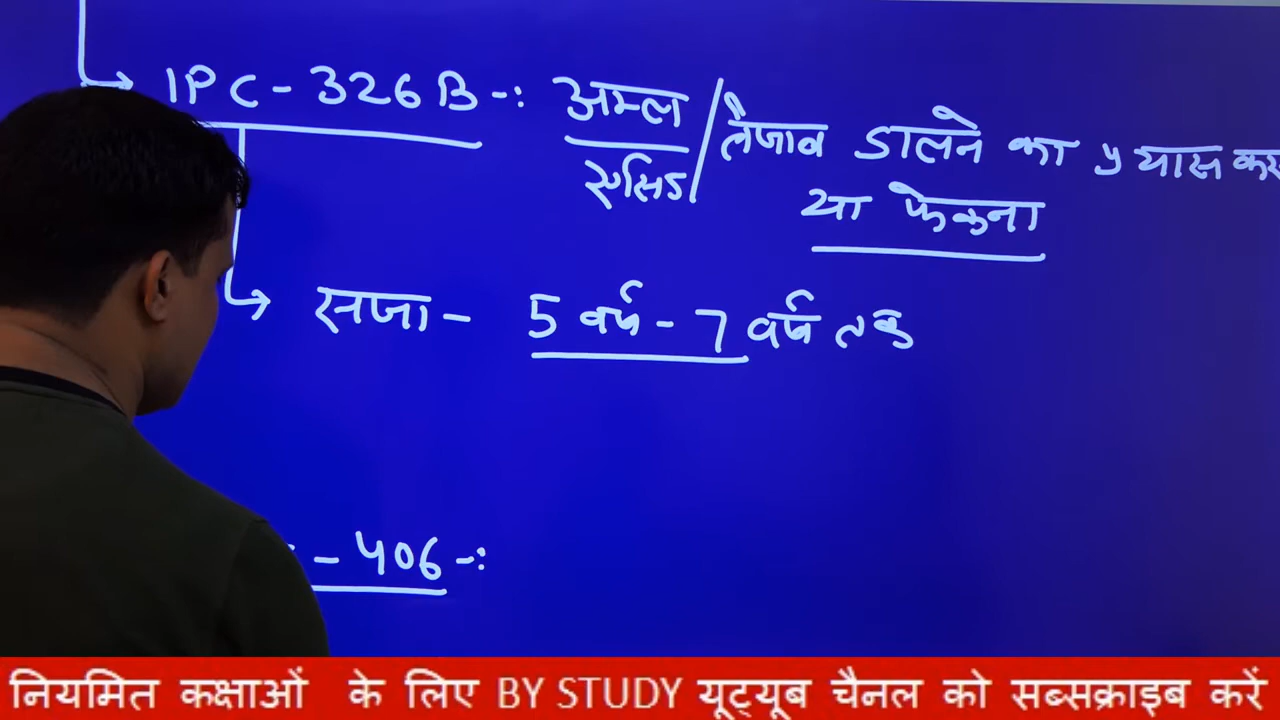 IPC - 326B -: अम्ल / तेजाब डालने का प्रयास कर
एसिड
या फेकना
सजा - 5 वर्ष - 7 वर्ष तक
- 406 -:
नियमित कक्षाओं के लिए BY STUDY यूट्यूब चैनल को सब्सक्राइब करें